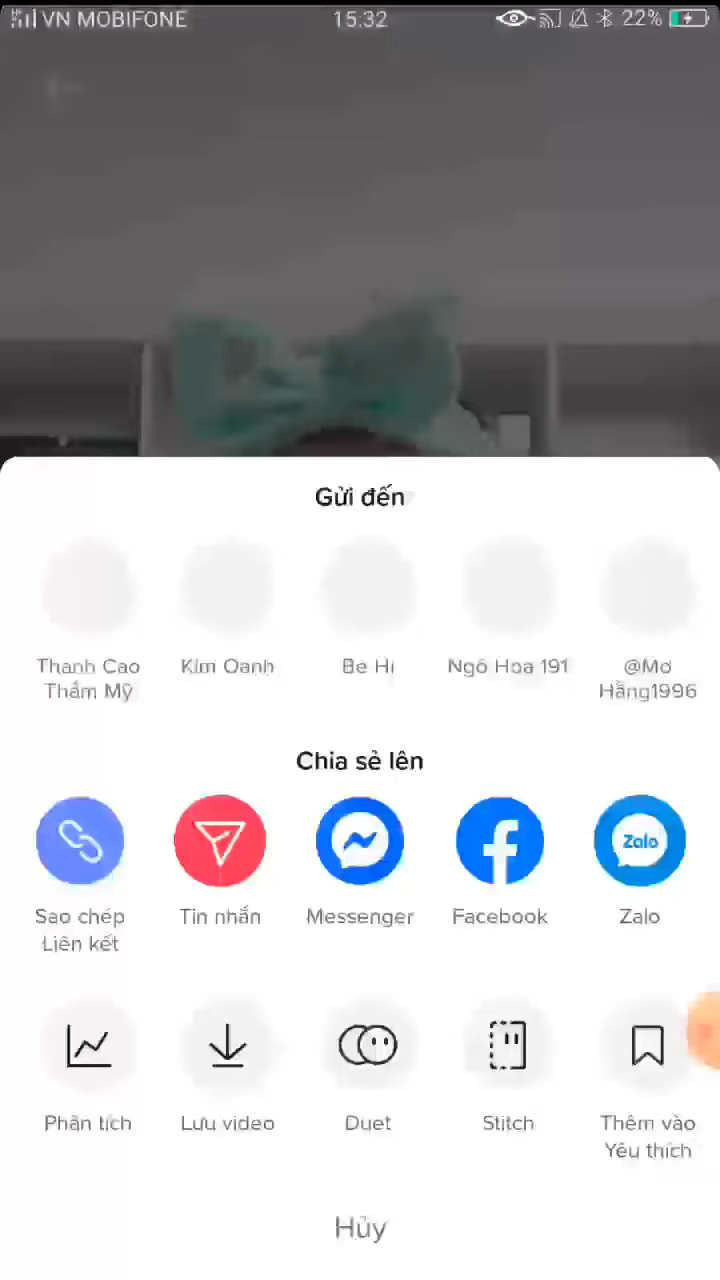 VN MOBIFONE 15:32 22%
Gửi đến
Thanh Cao Kim Oanh Be Hi Ngô Hoa 191 @Mơ
Thẩm Mỹ Hằng1996
Chia sẻ lên
Zalo
Sao chép Tin nhắn Messenger Facebook Zalo
Liên kết
Phân tích Lưu video Duet Stitch Thêm vào
Yêu thích
Hủy